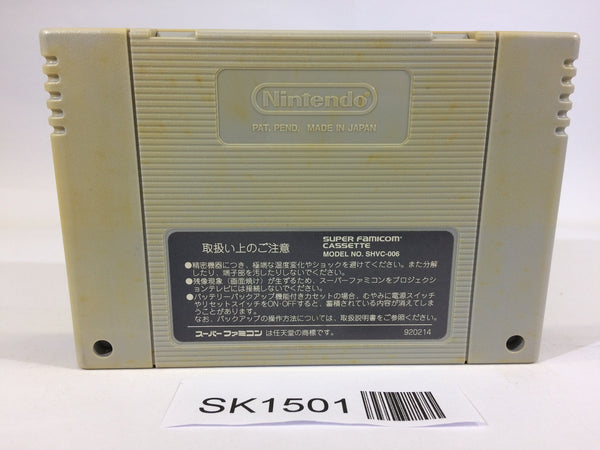 Nintendo
PAT. PEND. MADE IN JAPAN
取扱い上のご注意
SUPER FAMICOM
CASSETTE
MODEL NO. SHVC-006
●精密機器につき、極端な温度変化やショックを避けてください。また分解
したり、端子部を汚したりしないでください。
●残像現象（画面焼け）が生ずるため、スーパーファミコンをプロジェクシ
ョンテレビには接続しないでください。
●バッテリーバックアップ機能付きカセットの場合、むやみに電源スイッチ
やリセットスイッチをON・OFFすると、蓄積されている内容が消えてしま
うことがあります。
なお、バックアップの操作方法については、取扱説明書をご参照ください。
スーパーファミコン は任天堂の商標です。
920214
SK1501